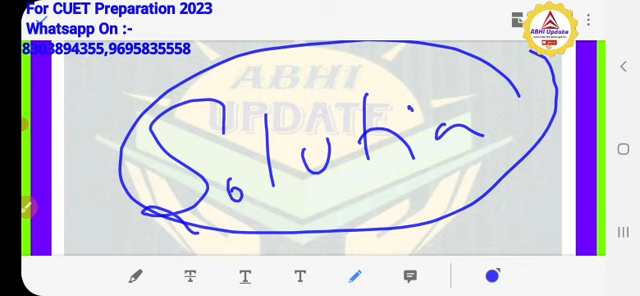 For CUET Preparation 2023
Whatsapp On :-
8303894355,9695835558
ABHI Update
ABHI
UPDATE
Solution